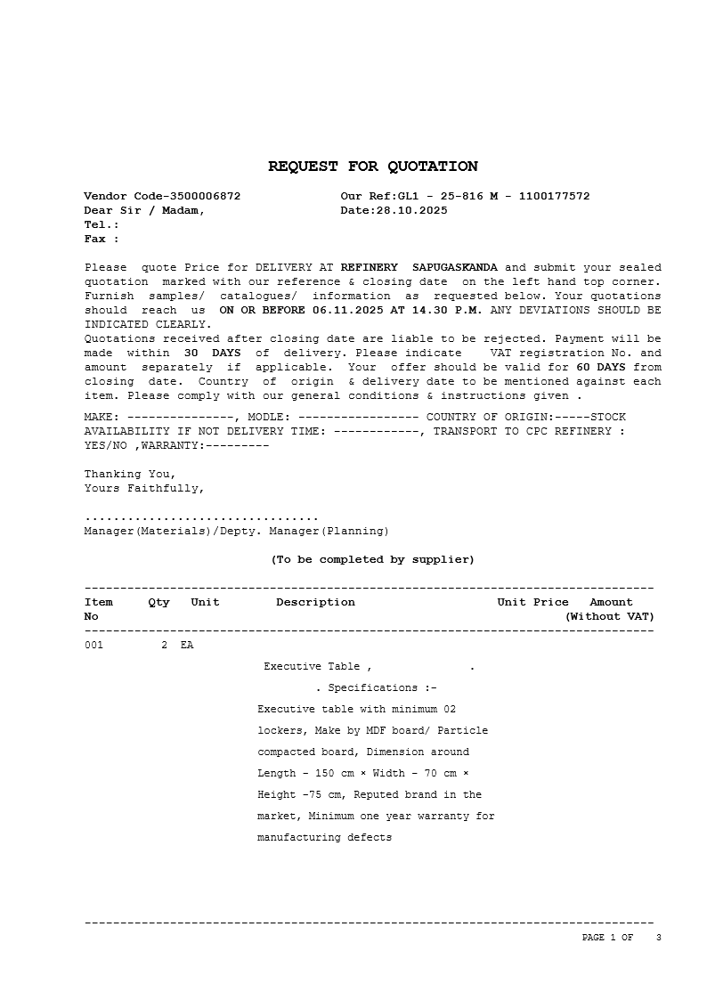 REQUEST FOR QUOTATION
Vendor Code-3500006872 Our Ref:GL1 - 25-816 M - 1100177572
Dear Sir / Madam, Date:28.10.2025
Tel.:
Fax :
Please quote Price for DELIVERY AT REFINERY SAPUGASKANDA and submit your sealed
quotation marked with our reference & closing date on the left hand top corner.
Furnish samples/ catalogues/ information as requested below. Your quotations
should reach us ON OR BEFORE 06.11.2025 AT 14.30 P.M. ANY DEVIATIONS SHOULD BE
INDICATED CLEARLY.
Quotations received after closing date are liable to be rejected. Payment will be
made within 30 DAYS of delivery. Please indicate VAT registration No. and
amount separately if applicable. Your offer should be valid for 60 DAYS from
closing date. Country of origin & delivery date to be mentioned against each
item. Please comply with our general conditions & instructions given .
MAKE: ---------------, MODLE: ----------------- COUNTRY OF ORIGIN:-----STOCK
AVAILABILITY IF NOT DELIVERY TIME: ------------, TRANSPORT TO CPC REFINERY :
YES/NO ,WARRANTY:---------
Thanking You,
Yours Faithfully,
.................................
Manager(Materials)/Depty. Manager(Planning)
(To be completed by supplier)
--------------------------------------------------------------------------------
Item Qty Unit Description Unit Price Amount
No (Without VAT)
--------------------------------------------------------------------------------
001 2 EA
Executive Table , .
. Specifications :-
Executive table with minimum 02
lockers, Make by MDF board/ Particle
compacted board, Dimension around
Length - 150 cm × Width - 70 cm ×
Height -75 cm, Reputed brand in the
market, Minimum one year warranty for
manufacturing defects
--------------------------------------------------------------------------------
PAGE 1 OF 3